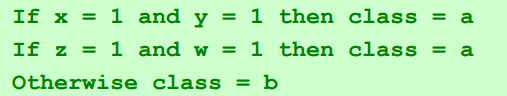 If x = 1 and y = 1 then class = a
If z = 1 and w = 1 then class = a
Otherwise class = b